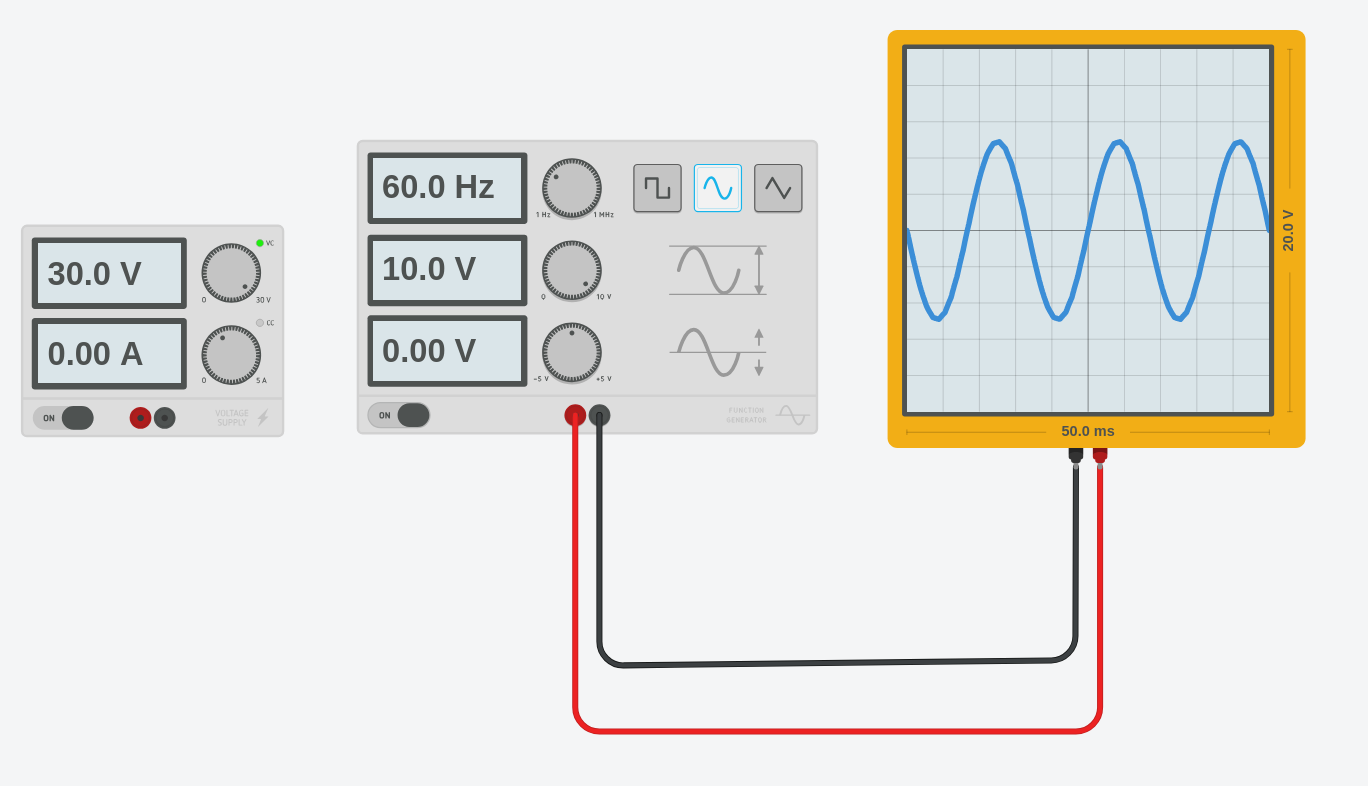 30.0 V
VC
0
30 V
0.00 A
CC
0
5 A
ON
VOLTAGE
SUPPLY
60.0 Hz
1 Hz
1 MHz
10.0 V
0
10 V
0.00 V
-5 V
+5 V
ON
FUNCTION
GENERATOR
20.0 V
50.0 ms